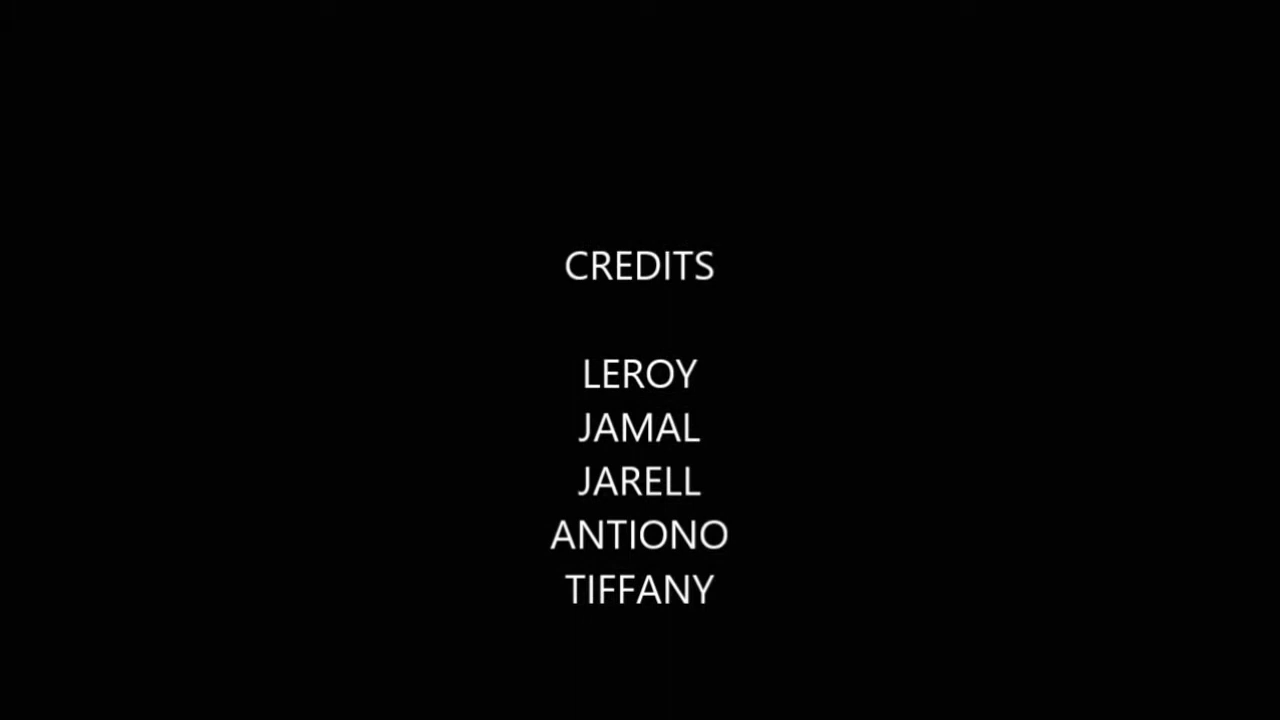 CREDITS
LEROY
JAMAL
JARELL
ANTIONO
TIFFANY